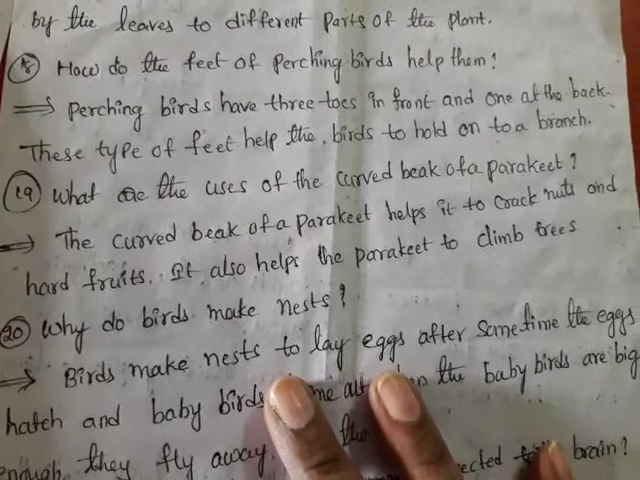 by the leaves to different parts of the plant.
18 How do the feet of perching birds help them?
⇒ Perching birds have three toes in front and one at the back.
These type of feet help the birds to hold on to a branch.
19 What are the uses of the curved beak of a parakeet?
⇒ The curved beak of a parakeet helps it to crack nuts and
hard fruits. It also helps the parakeet to climb trees
20 Why do birds make nests?
⇒ Birds make nests to lay eggs after sometime the eggs
hatch and baby birds the baby birds are big
enough they fly away. the brain?